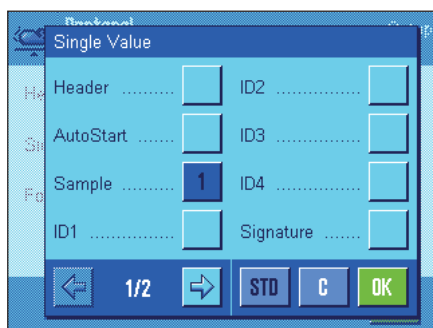 Single Value
Header .......... 
AutoStart ......
Sample ......... 1
ID1 ................
ID2 ................
ID3 ................
ID4 ................
Signature .......
1/2 STD C OK